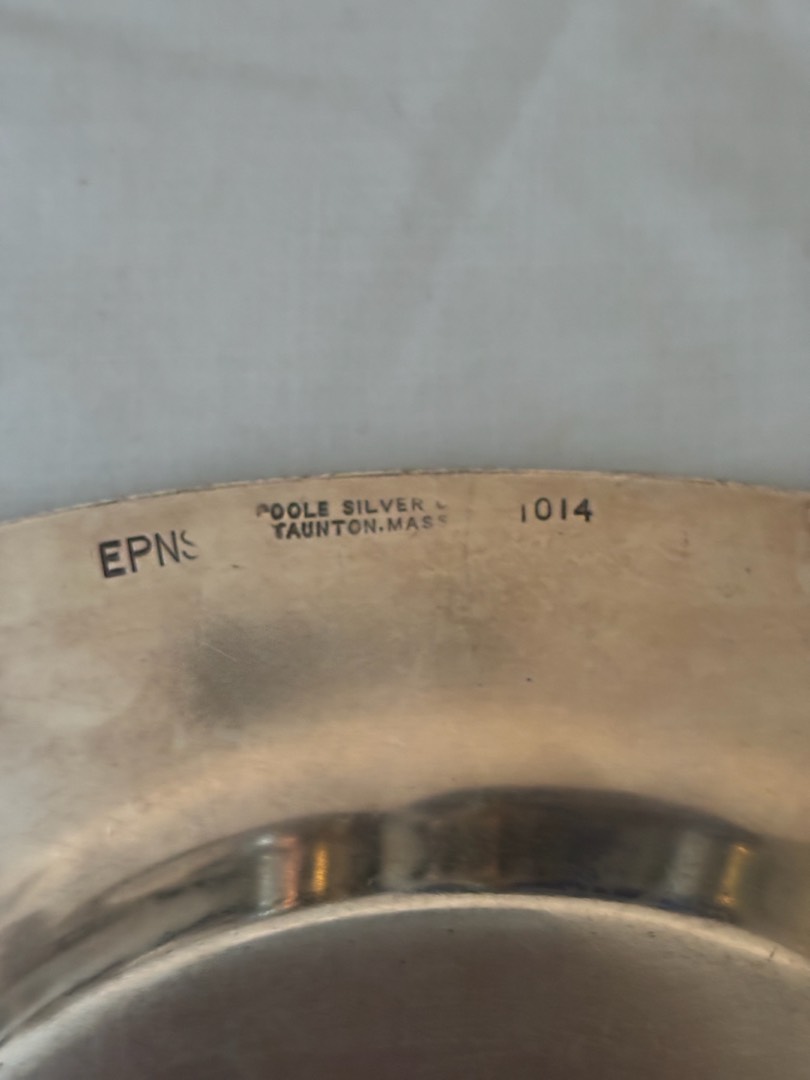 EPNS
POOLE SILVER
TAUNTON, MASS
1014